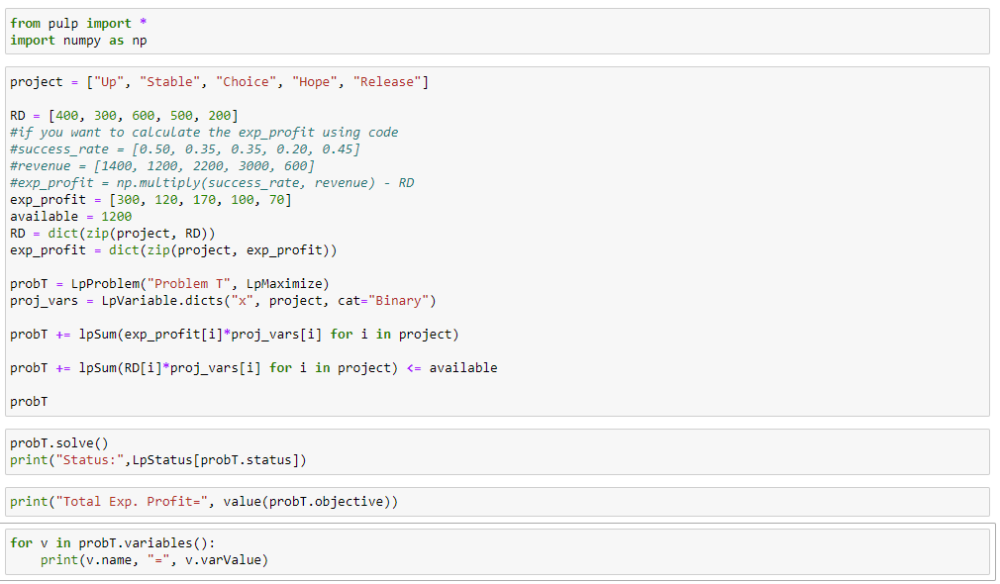 from pulp import *
import numpy as np
project = ["Up", "Stable", "Choice", "Hope", "Release"]
RD = [400, 300, 600, 500, 200]
#if you want to calculate the exp_profit using code
#success_rate = [0.50, 0.35, 0.35, 0.20, 0.45]
#revenue = [1400, 1200, 2200, 3000, 600]
#exp_profit = np.multiply(success_rate, revenue) - RD
exp_profit = [300, 120, 170, 100, 70]
available = 1200
RD = dict(zip(project, RD))
exp_profit = dict(zip(project, exp_profit))
probT = LpProblem("Problem T", LpMaximize)
proj_vars = LpVariable.dicts("x", project, cat="Binary")
probT += lpSum(exp_profit[i]*proj_vars[i] for i in project)
probT += lpSum(RD[i]*proj_vars[i] for i in project) <= available
probT
probT.solve()
print("Status:",LpStatus[probT.status])
print("Total Exp. Profit=", value(probT.objective))
for v in probT.variables():
    print(v.name, "=", v.varValue)